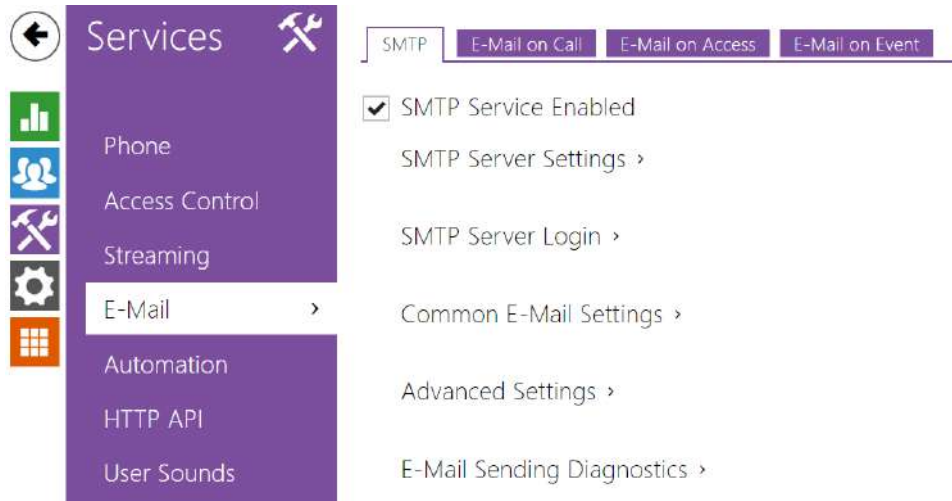 Services
Phone
Access Control
Streaming
E-Mail
Automation
HTTP API
User Sounds
SMTP
E-Mail on Call
E-Mail on Access
E-Mail on Event
SMTP Service Enabled
SMTP Server Settings ›
SMTP Server Login ›
Common E-Mail Settings ›
Advanced Settings ›
E-Mail Sending Diagnostics ›